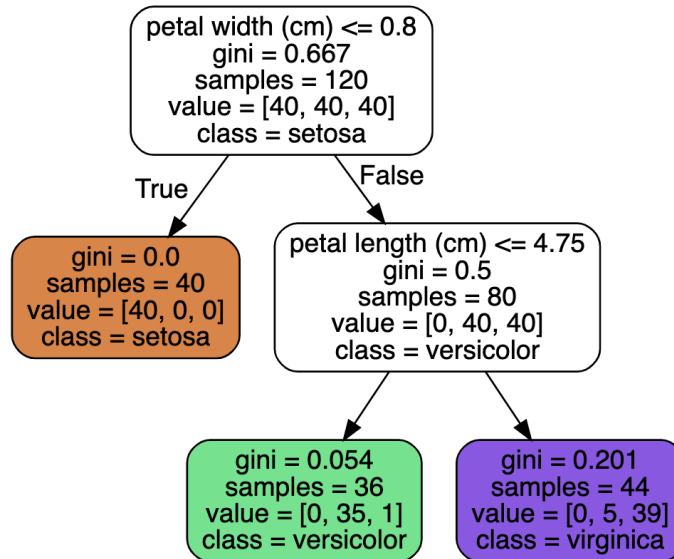 petal width (cm) <= 0.8
gini = 0.667
samples = 120
value = [40, 40, 40]
class = setosa
True
False
gini = 0.0
samples = 40
value = [40, 0, 0]
class = setosa
petal length (cm) <= 4.75
gini = 0.5
samples = 80
value = [0, 40, 40]
class = versicolor
gini = 0.054
samples = 36
value = [0, 35, 1]
class = versicolor
gini = 0.201
samples = 44
value = [0, 5, 39]
class = virginica